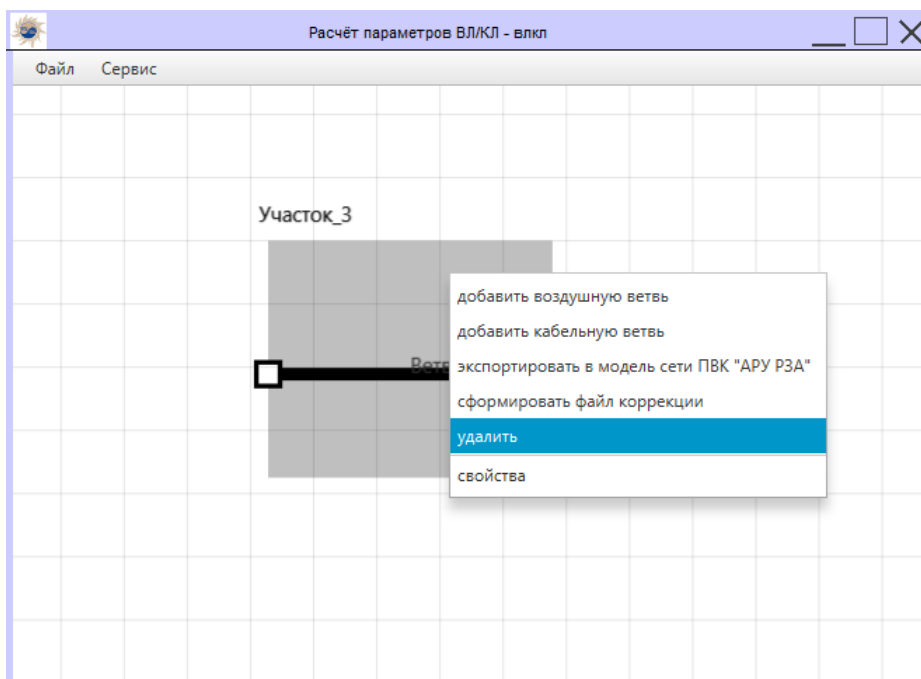 Расчёт параметров ВЛ/КЛ - влкл
Файл Сервис
Участок_3
добавить воздушную ветвь
добавить кабельную ветвь
Ветв
экспортировать в модель сети ПВК "АРУ РЗА"
сформировать файл коррекции
удалить
свойства